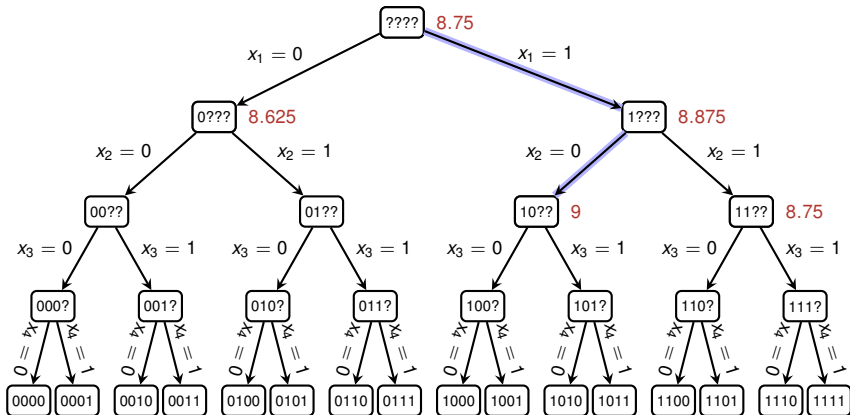 ???? 8.75
x₁ = 0 x₁ = 1
0??? 8.625 1??? 8.875
x₂ = 0 x₂ = 1 x₂ = 0 x₂ = 1
00?? 01?? 10?? 9 11?? 8.75
x₃ = 0 x₃ = 1 x₃ = 0 x₃ = 1 x₃ = 0 x₃ = 1 x₃ = 0 x₃ = 1
000? 001? 010? 011? 100? 101? 110? 111?
x₄ = 0 x₄ = 1 x₄ = 0 x₄ = 1 x₄ = 0 x₄ = 1 x₄ = 0 x₄ = 1 x₄ = 0 x₄ = 1 x₄ = 0 x₄ = 1 x₄ = 0 x₄ = 1 x₄ = 0 x₄ = 1
0000 0001 0010 0011 0100 0101 0110 0111 1000 1001 1010 1011 1100 1101 1110 1111